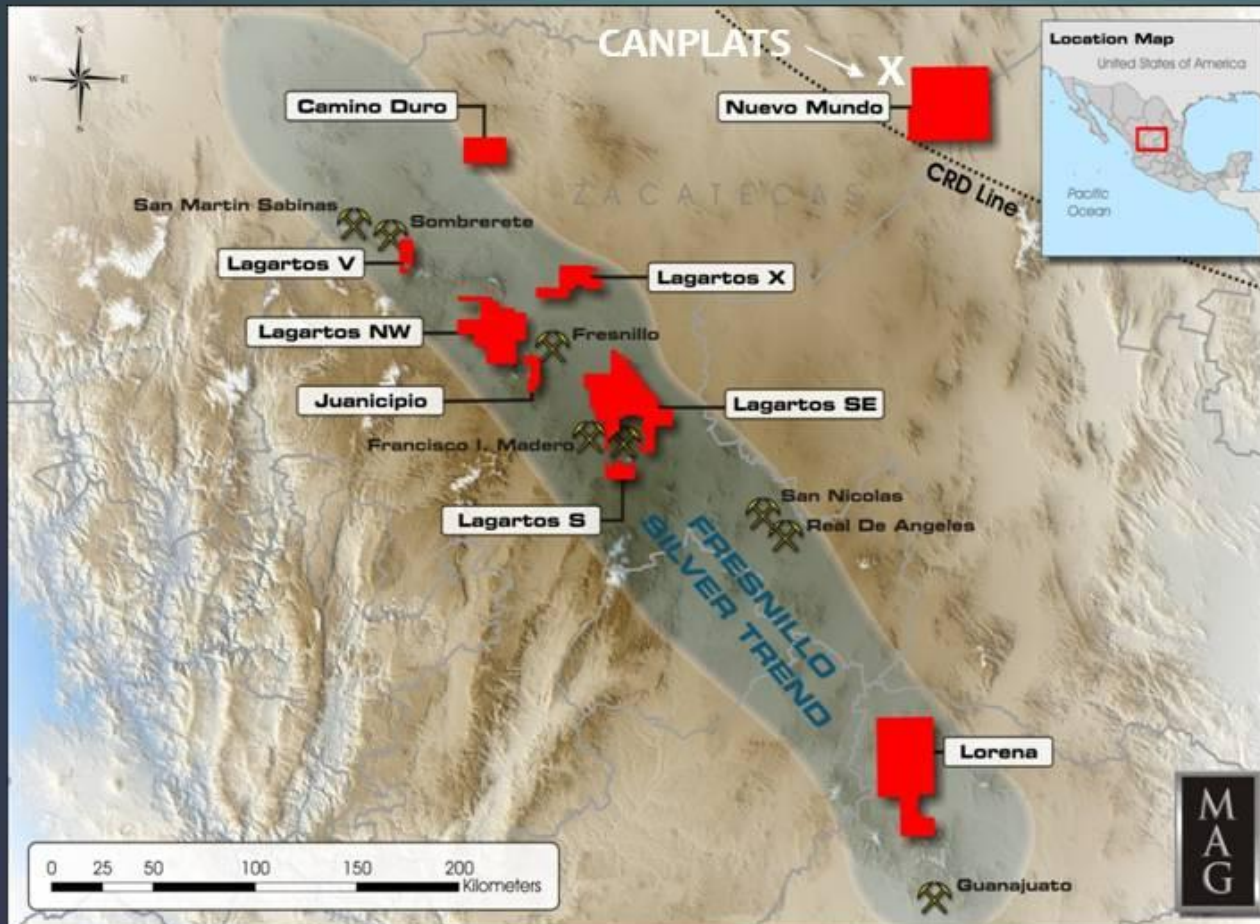 N
W E
S
CANPLATS
X
Location Map
United States of America
Pacific
Ocean
Camino Duro
Nuevo Mundo
CRD Line
ZACATECAS
San Martin Sabinas
Sombrerete
Lagartos V
Lagartos X
Lagartos NW
Fresnillo
Juanicipio
Lagartos SE
Francisco I. Madero
San Nicolas
Lagartos S
Real De Angeles
FRESNILLO
SILVER TREND
Lorena
Guanajuato
0 25 50 100 150 200
Kilometers
M
A
G